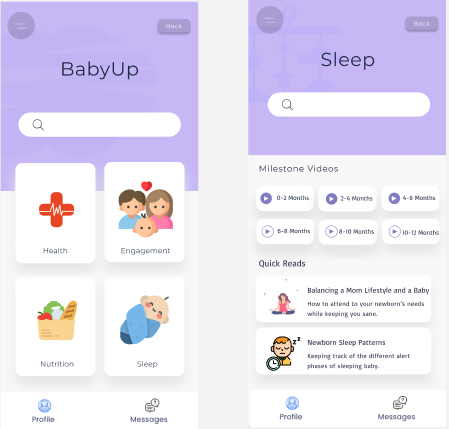 Back
BabyUp
Health
Engagement
Nutrition
Sleep
Profile
Messages
Back
Sleep
Milestone Videos
0-2 Months
2-4 Months
4-6 Months
6-8 Months
8-10 Months
10-12 Months
Quick Reads
Balancing a Mom Lifestyle and a Baby
How to attend to your newborn's needs
while keeping you sane.
Newborn Sleep Patterns
Keeping track of the different alert
phases of sleeping baby.
Profile
Messages